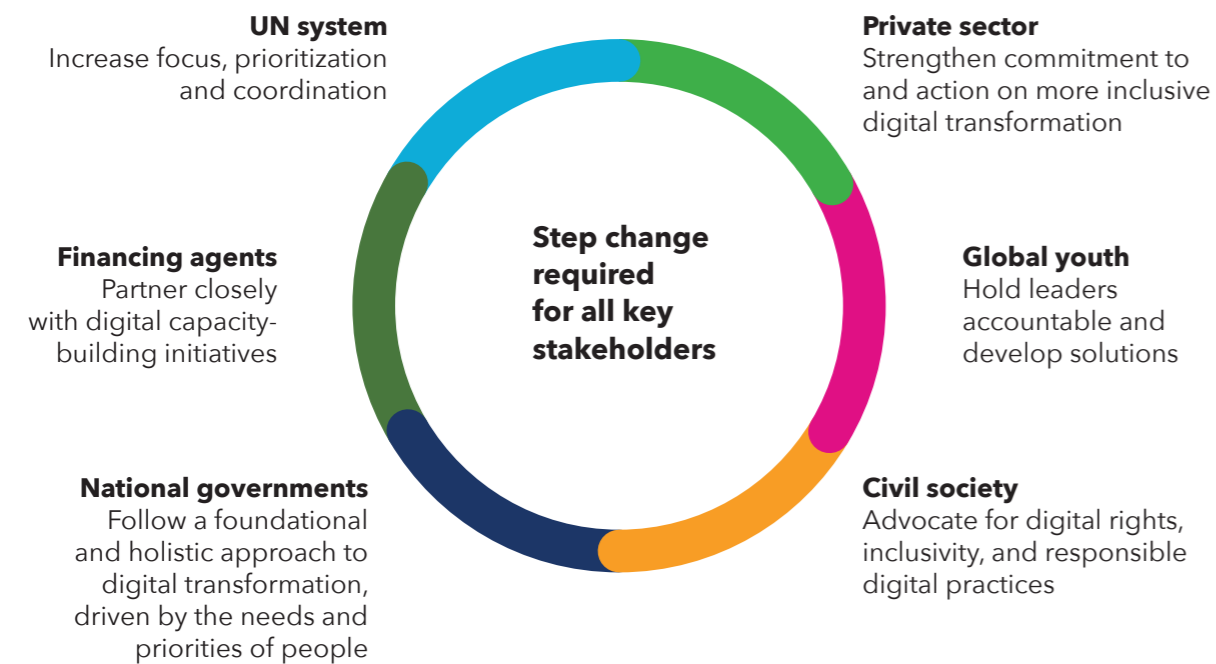 UN system
Increase focus, prioritization
and coordination
Private sector
Strengthen commitment to
and action on more inclusive
digital transformation
Financing agents
Partner closely
with digital capacity-
building initiatives
Step change
required
for all key
stakeholders
Global youth
Hold leaders
accountable and
develop solutions
National governments
Follow a foundational
and holistic approach to
digital transformation,
driven by the needs and
priorities of people
Civil society
Advocate for digital rights,
inclusivity, and responsible
digital practices